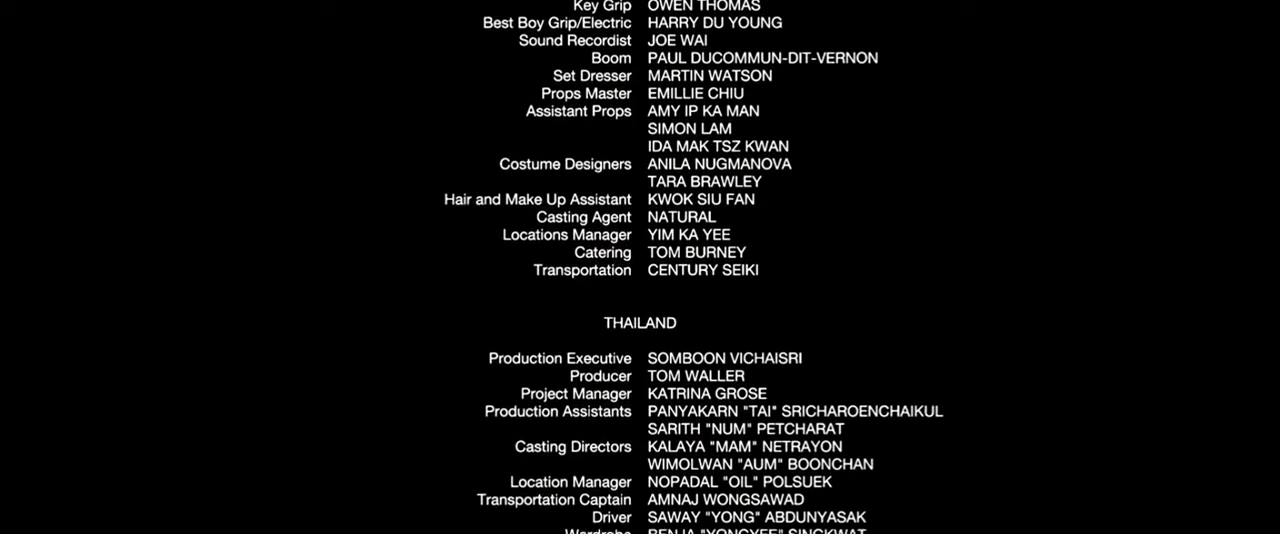 Key Grip OWEN THOMAS
Best Boy Grip/Electric HARRY DU YOUNG
Sound Recordist JOE WAI
Boom PAUL DUCOMMUN-DIT-VERNON
Set Dresser MARTIN WATSON
Props Master EMILLIE CHIU
Assistant Props AMY IP KA MAN
SIMON LAM
IDA MAK TSZ KWAN
Costume Designers ANILA NUGMANOVA
TARA BRAWLEY
Hair and Make Up Assistant KWOK SIU FAN
Casting Agent NATURAL
Locations Manager YIM KA YEE
Catering TOM BURNEY
Transportation CENTURY SEIKI
THAILAND
Production Executive SOMBOON VICHAISRI
Producer TOM WALLER
Project Manager KATRINA GROSE
Production Assistants PANYAKARN "TAI" SRICHAROENCHAIKUL
SARITH "NUM" PETCHARAT
Casting Directors KALAYA "MAM" NETRAYON
WIMOLWAN "AUM" BOONCHAN
Location Manager NOPADAL "OIL" POLSUEK
Transportation Captain AMNAJ WONGSAWAD
Driver SAWAY "YONG" ABDUNYASAK
Wardrobe BENJA "YONGYEE" SINGKWAT